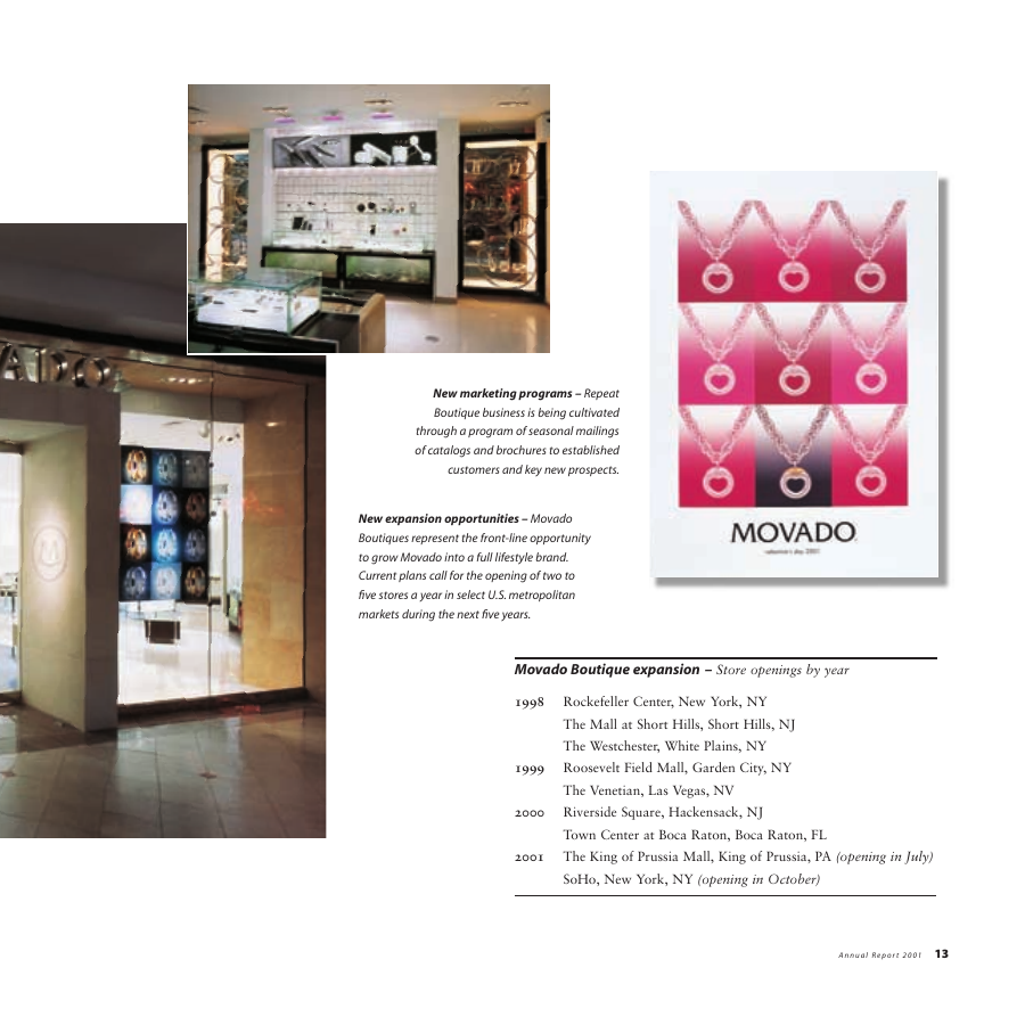 ADO
New marketing programs – Repeat
Boutique business is being cultivated
through a program of seasonal mailings
of catalogs and brochures to established
customers and key new prospects.
New expansion opportunities – Movado
Boutiques represent the front-line opportunity
to grow Movado into a full lifestyle brand.
Current plans call for the opening of two to
five stores a year in select U.S. metropolitan
markets during the next five years.
MOVADO
valentine's day 2001
Movado Boutique expansion – Store openings by year
1998 Rockefeller Center, New York, NY
The Mall at Short Hills, Short Hills, NJ
The Westchester, White Plains, NY
1999 Roosevelt Field Mall, Garden City, NY
The Venetian, Las Vegas, NV
2000 Riverside Square, Hackensack, NJ
Town Center at Boca Raton, Boca Raton, FL
2001 The King of Prussia Mall, King of Prussia, PA (opening in July)
SoHo, New York, NY (opening in October)
Annual Report 2001 13